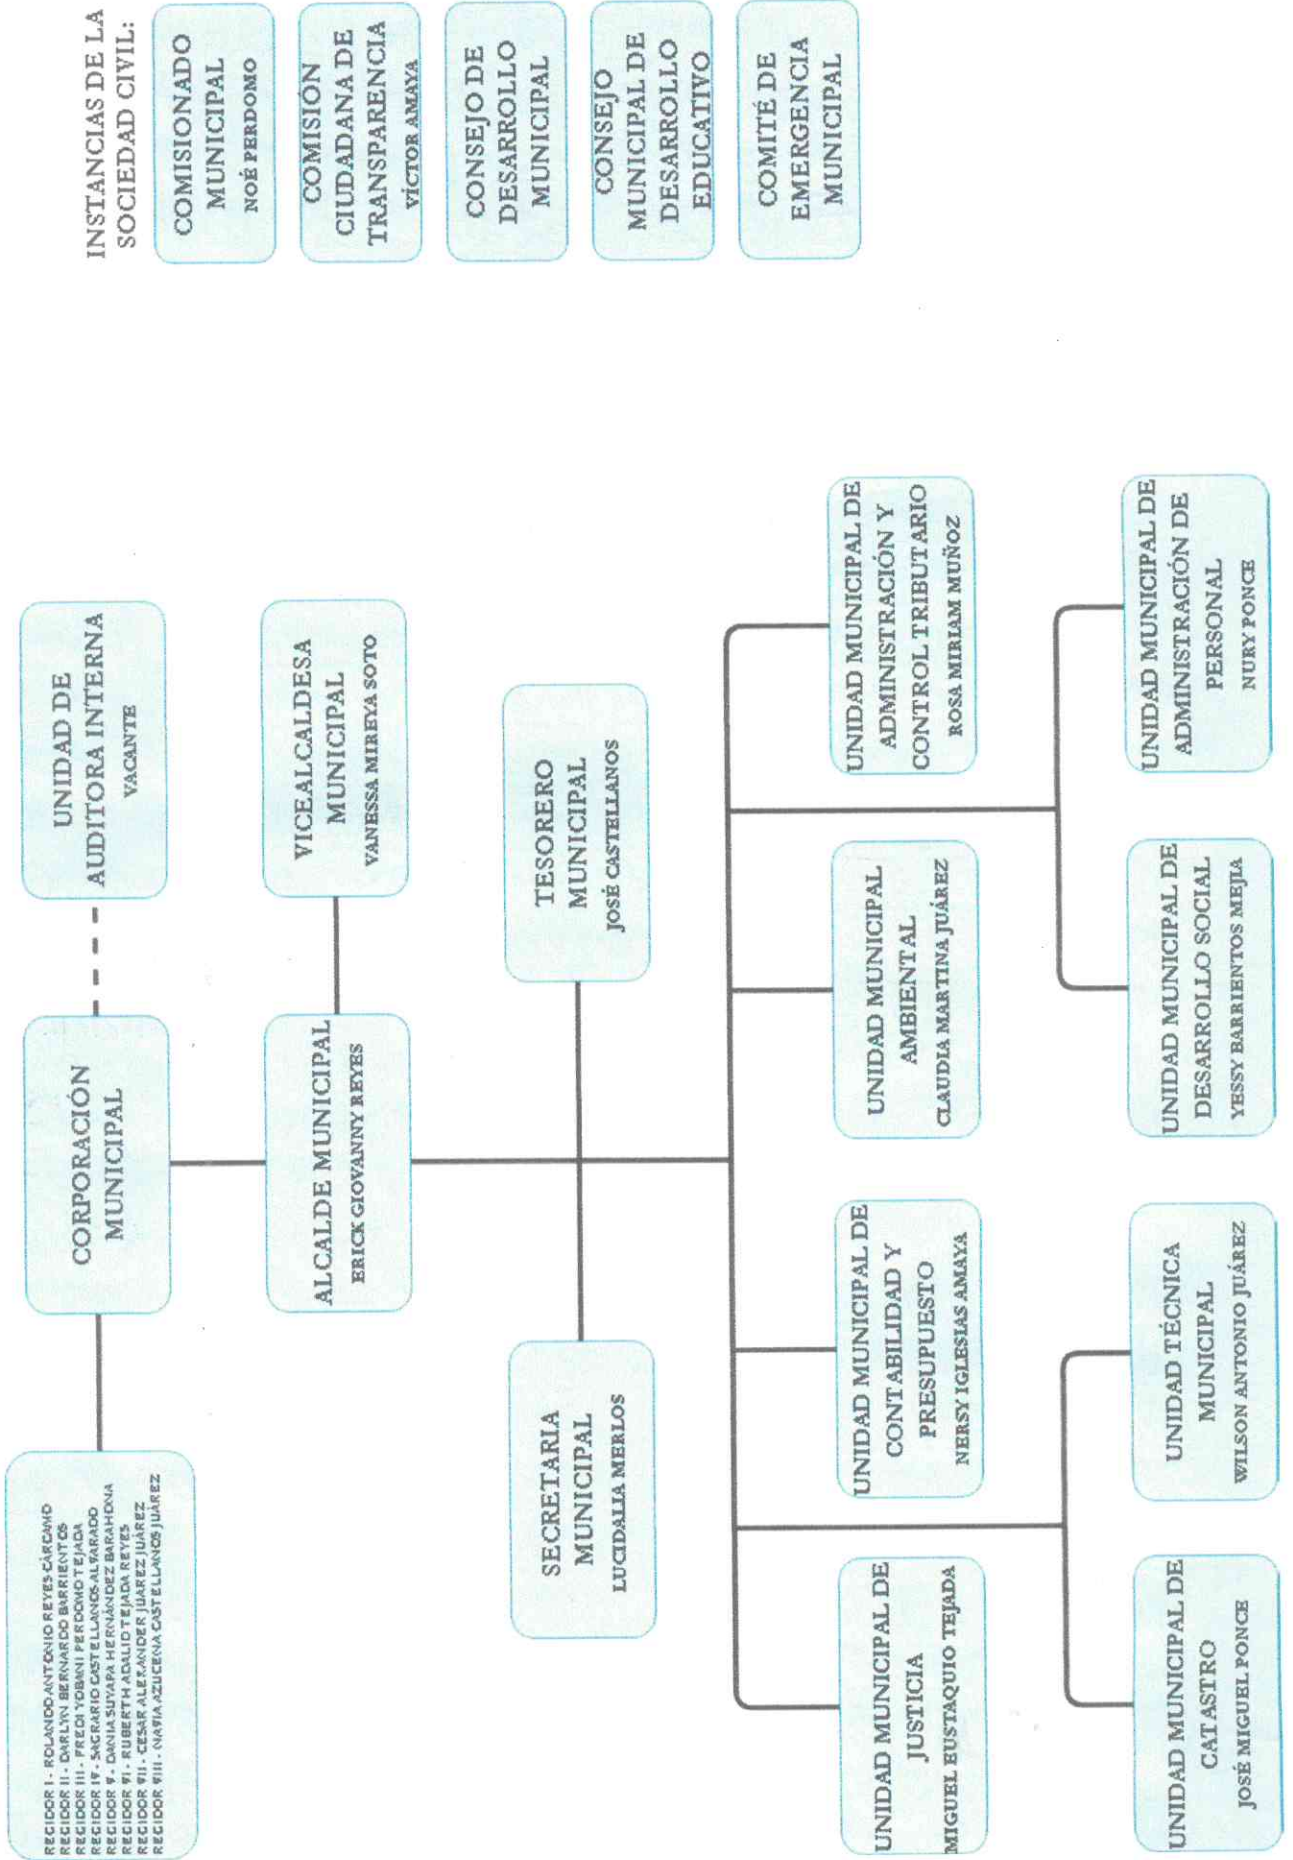 REGIDOR I - ROLANDO ANTONIO REYES CÁRCAMO
REGIDOR II - DARLYN BERNARDO BARRIENTOS
REGIDOR III - FREDI YOBANI PERDOMO TEJADA
REGIDOR IV - SAGRARIO CASTELLANOS ALVARADO
REGIDOR V - DANIA SUYAPA HERNÁNDEZ BARAHONA
REGIDOR VI - RUBERTH ADALID TEJADA REYES
REGIDOR VII - CESAR ALEXANDER JUÁREZ JUÁREZ
REGIDOR VIII - NAVIA AZUCENA CASTELLANOS JUÁREZ
CORPORACIÓN
MUNICIPAL
UNIDAD DE
AUDITORA INTERNA
VACANTE
ALCALDE MUNICIPAL
ERICK GIOVANNY REYES
VICEALCALDESA
MUNICIPAL
VANESSA MIREYA SOTO
SECRETARIA
MUNICIPAL
LUCIDALIA MERLOS
TESORERO
MUNICIPAL
JOSÉ CASTELLANOS
UNIDAD MUNICIPAL DE
JUSTICIA
MIGUEL EUSTAQUIO TEJADA
UNIDAD MUNICIPAL DE
CONTABILIDAD Y
PRESUPUESTO
NERSY IGLESIAS AMAYA
UNIDAD MUNICIPAL
AMBIENTAL
CLAUDIA MARTINA JUÁREZ
UNIDAD MUNICIPAL DE
ADMINISTRACIÓN Y
CONTROL TRIBUTARIO
ROSA MIRIAM MUÑOZ
UNIDAD MUNICIPAL DE
CATASTRO
JOSÉ MIGUEL PONCE
UNIDAD TÉCNICA
MUNICIPAL
WILSON ANTONIO JUÁREZ
UNIDAD MUNICIPAL DE
DESARROLLO SOCIAL
YESSY BARRIENTOS MEJIA
UNIDAD MUNICIPAL DE
ADMINISTRACIÓN DE
PERSONAL
NURY PONCE
INSTANCIAS DE LA
SOCIEDAD CIVIL:
COMISIONADO
MUNICIPAL
NOÉ PERDOMO
COMISIÓN
CIUDADANA DE
TRANSPARENCIA
VÍCTOR AMAYA
CONSEJO DE
DESARROLLO
MUNICIPAL
CONSEJO
MUNICIPAL DE
DESARROLLO
EDUCATIVO
COMITÉ DE
EMERGENCIA
MUNICIPAL